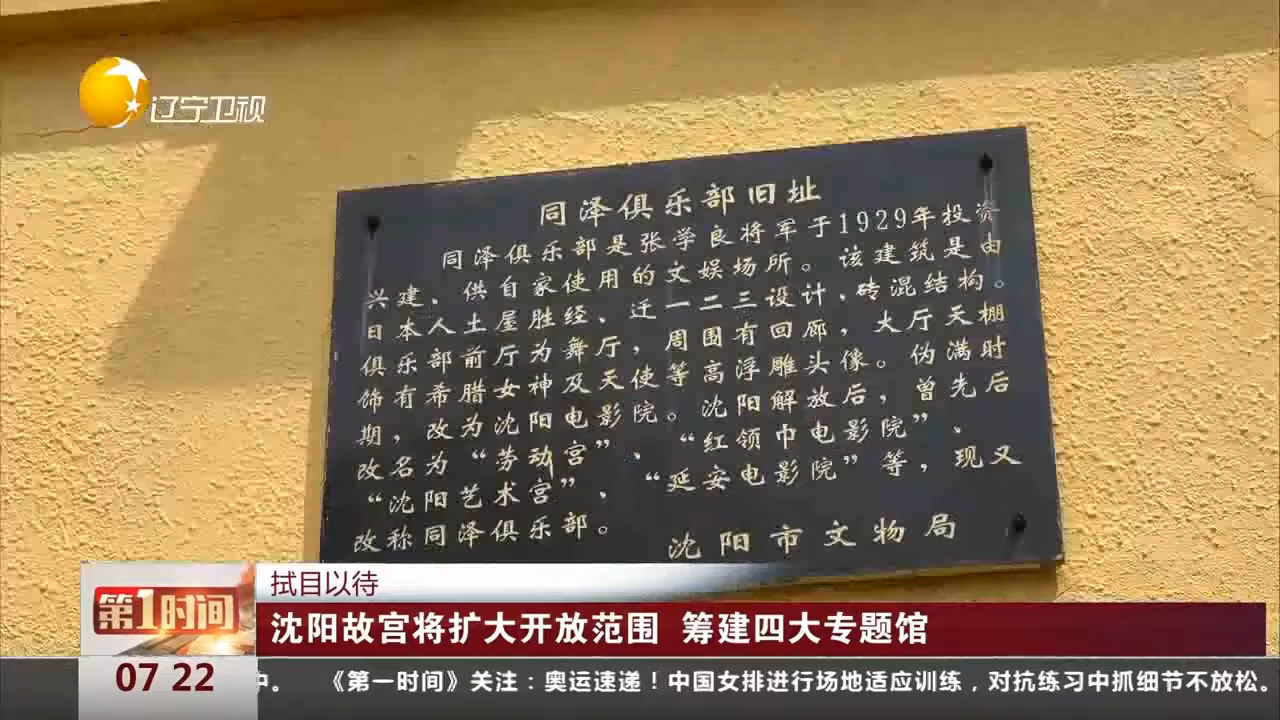 辽宁卫视
同泽俱乐部旧址
同泽俱乐部是张学良将军于1929年投资
兴建、供自家使用的文娱场所。该建筑是由
日本人土屋胜经、迁一二三设计,砖混结构。
俱乐部前厅为舞厅,周围有回廊,大厅天棚
饰有希腊女神及天使等高浮雕头像。伪满时
期,改为沈阳电影院。沈阳解放后,曾先后
改名为“劳动宫”、“红领巾电影院”、
“沈阳艺术宫”、“延安电影院”等,现又
改称同泽俱乐部。
沈阳市文物局
拭目以待
第1时间
沈阳故宫将扩大开放范围 筹建四大专题馆
07 22
中。 《第一时间》关注:奥运速递!中国女排进行场地适应训练,对抗练习中抓细节不放松。